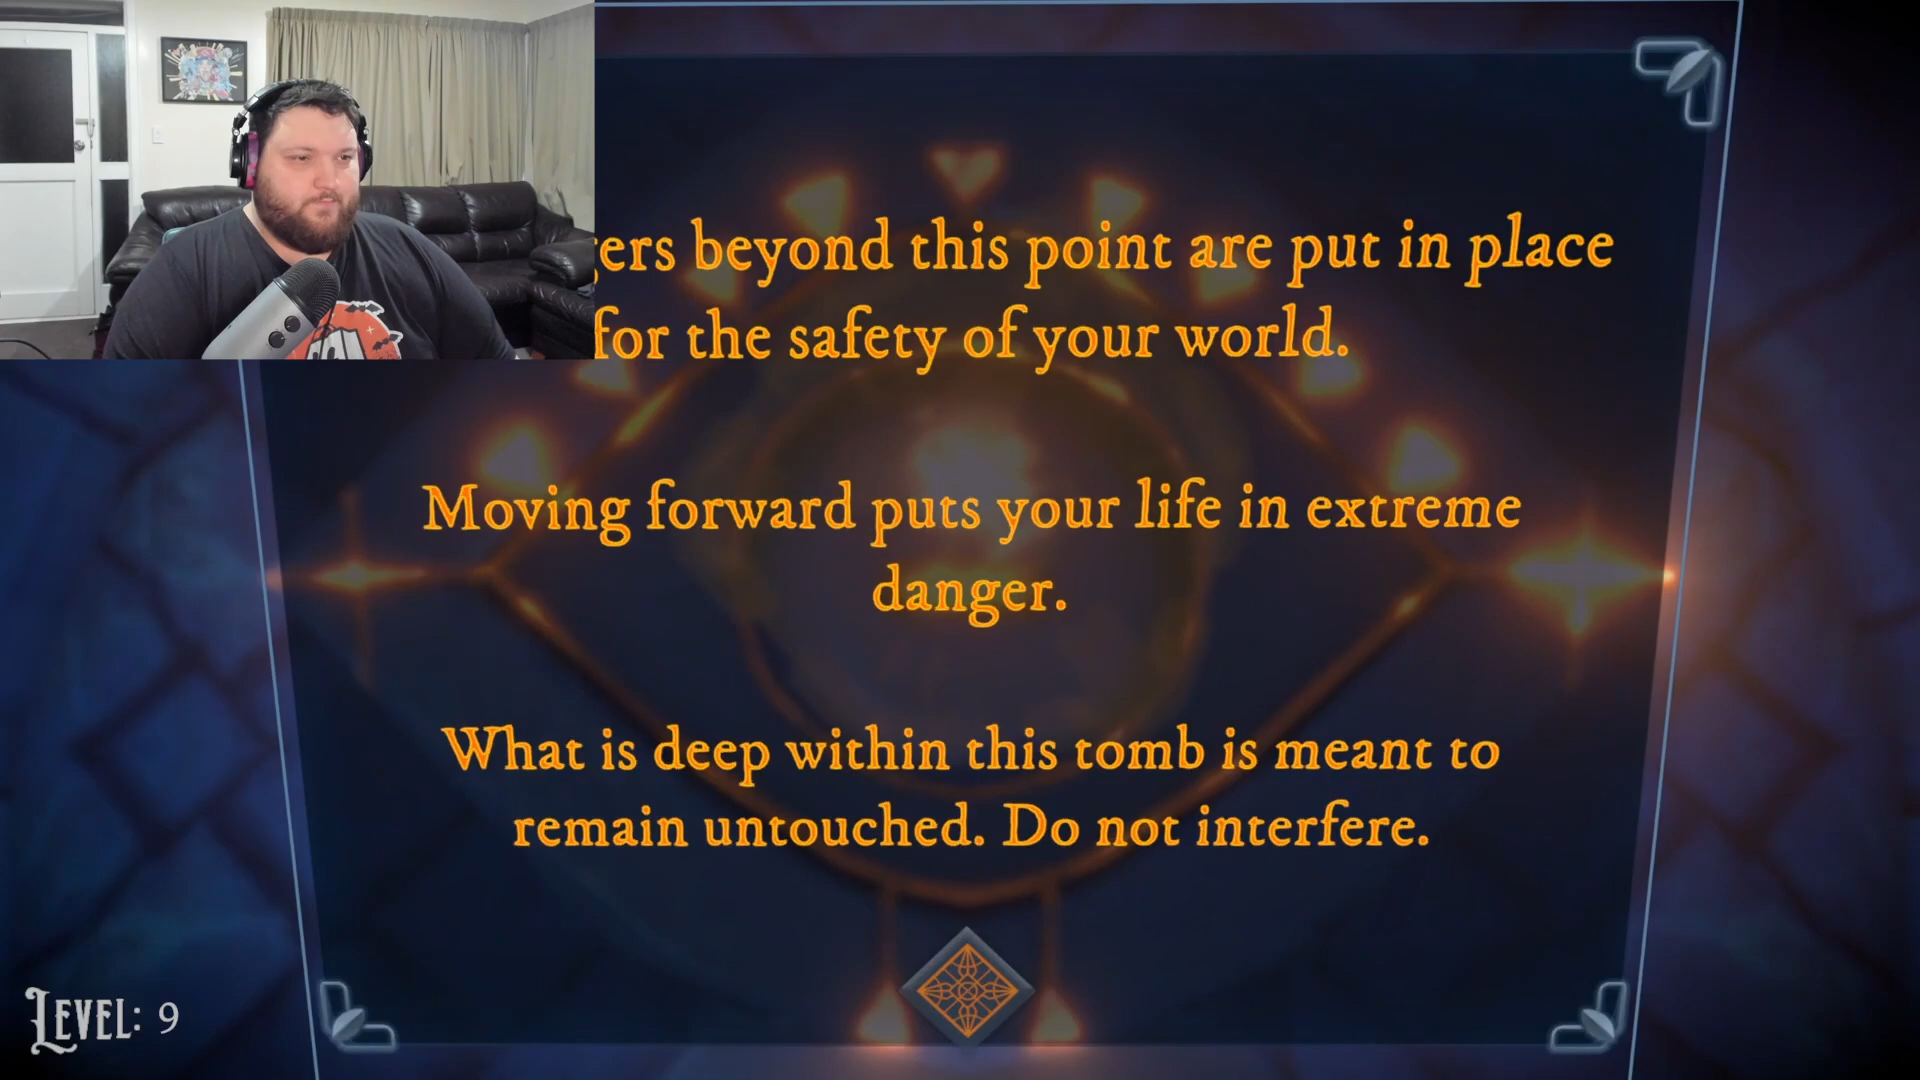 beyond this point are put in place
for the safety of your world.
Moving forward puts your life in extreme
danger.
What is deep within this tomb is meant to
remain untouched. Do not interfere.
Level: 9